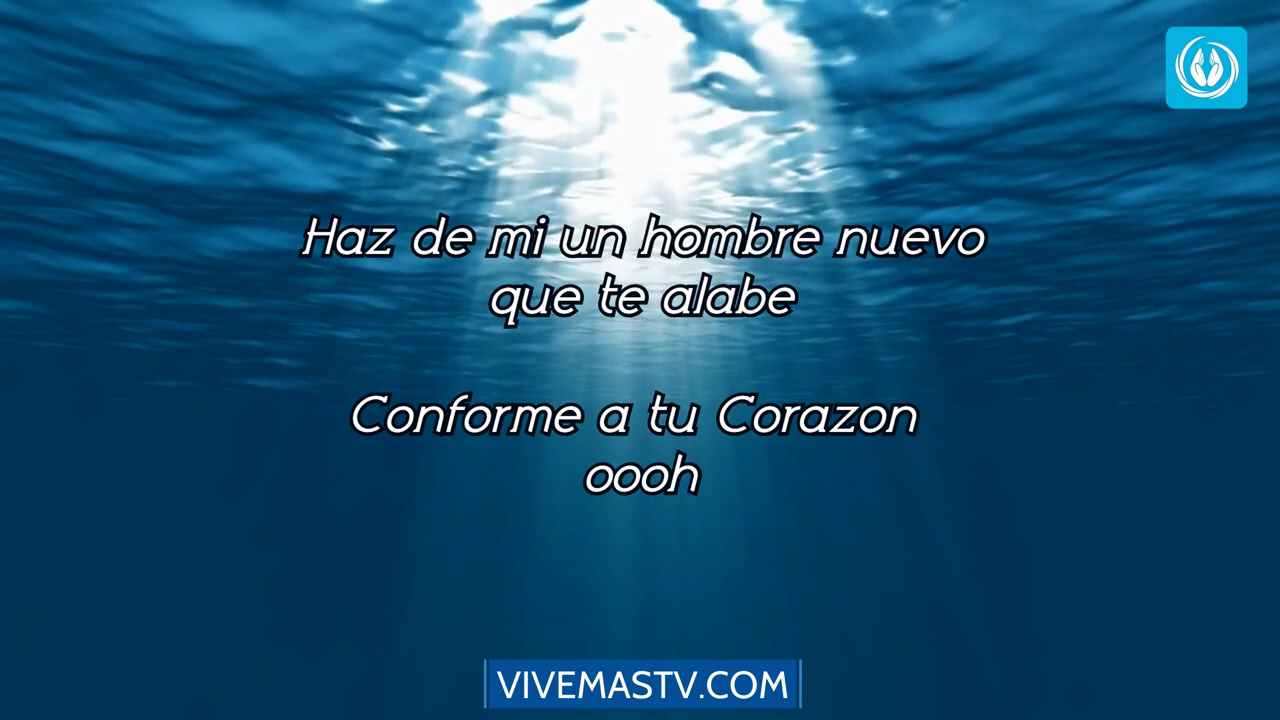 Haz de mi un hombre nuevo
que te alabe
Conforme a tu Corazon
oooh
VIVEMASTV.COM